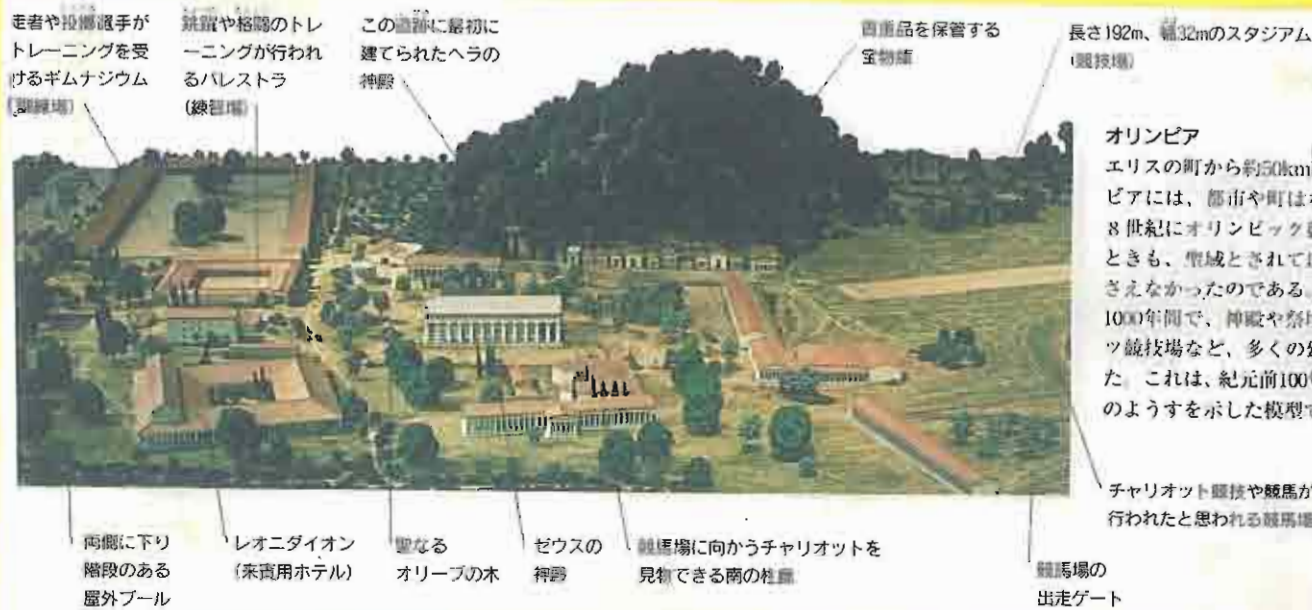 走者や投擲選手が
トレーニングを受
けるギムナジウム
(訓練場)
跳躍や格闘のトレ
ーニングが行われ
るパレストラ
(練習場)
この遺跡に最初に
建てられたヘラの
神殿
貴重品を保管する
宝物庫
長さ192m、幅32mのスタジアム
(競技場)
オリンピア
エリスの町から約50km
ピアには、都市や町は
8世紀にオリンピック
ときも、聖域とされて
さえなかったのである
1000年間で、神殿や祭
ツ競技場など、多くの
た。これは、紀元前100
のようすを示した模型
チャリオット競技や競馬が
行われたと思われる競馬場
両側に下り
階段のある
屋外プール
レオニダイオン
(来賓用ホテル)
聖なる
オリーブの木
ゼウスの
神殿
競馬場に向かうチャリオットを
見物できる南の柱廊
競馬場の
出走ゲート